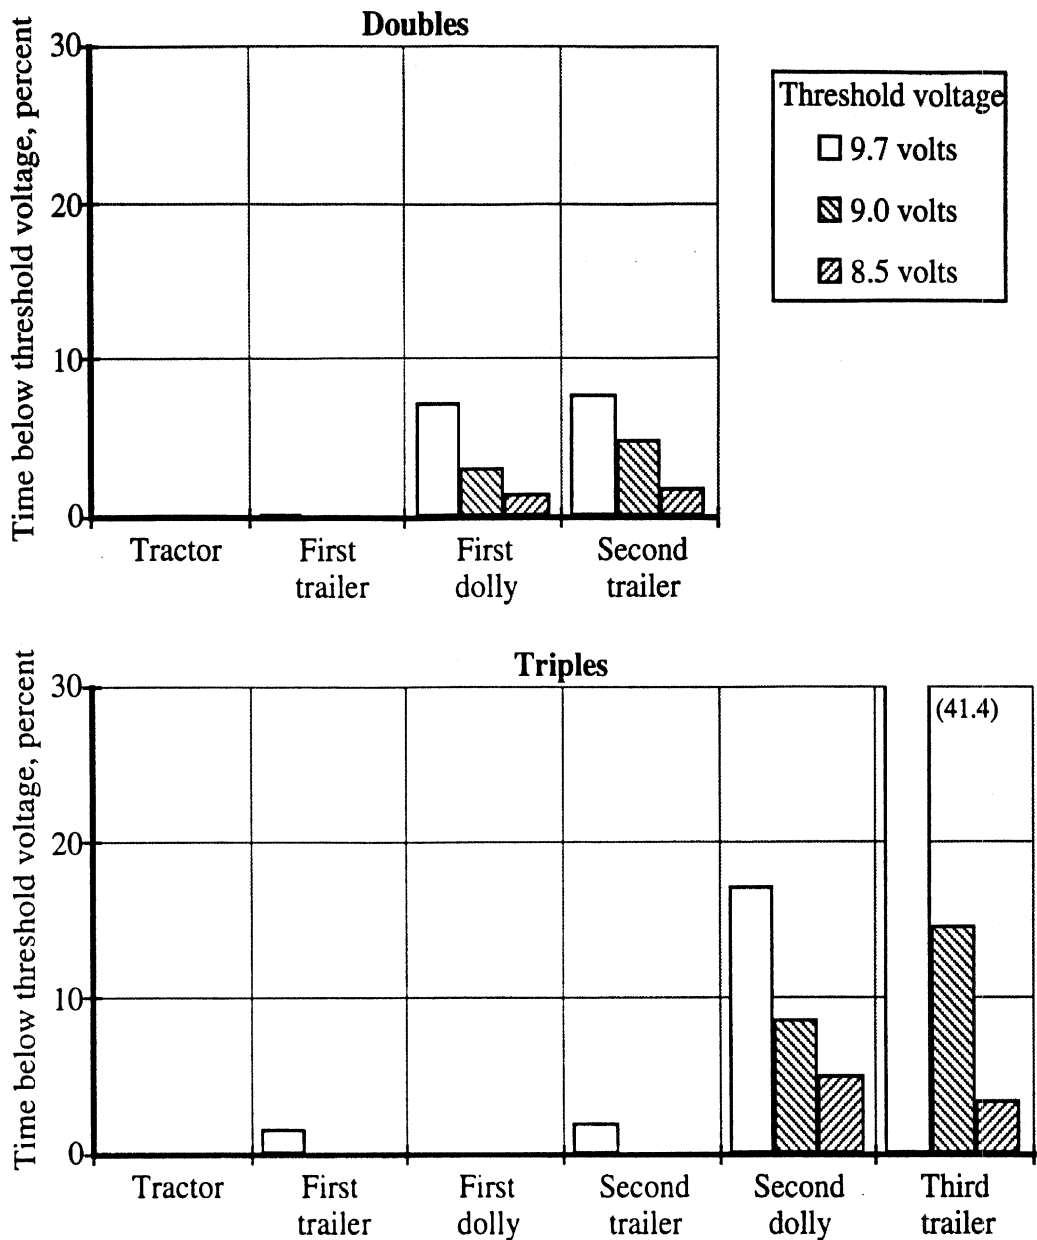 Doubles
Time below threshold voltage, percent
30
20
10
0
Tractor
First
trailer
First
dolly
Second
trailer
Threshold voltage
9.7 volts
9.0 volts
8.5 volts
Triples
Time below threshold voltage, percent
30
20
10
0
(41.4)
Tractor
First
trailer
First
dolly
Second
trailer
Second
dolly
Third
trailer